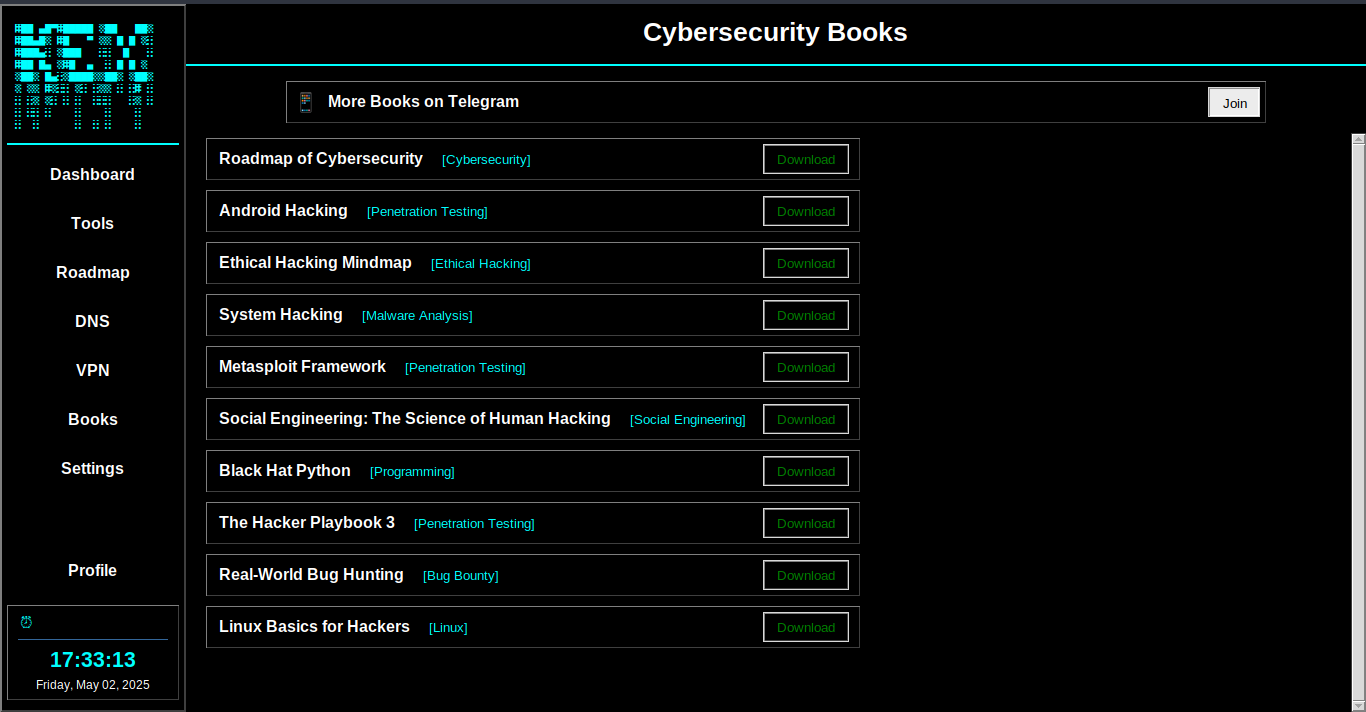 Cybersecurity Books
More Books on Telegram Join
Roadmap of Cybersecurity [Cybersecurity] Download
Android Hacking [Penetration Testing] Download
Ethical Hacking Mindmap [Ethical Hacking] Download
System Hacking [Malware Analysis] Download
Metasploit Framework [Penetration Testing] Download
Social Engineering: The Science of Human Hacking [Social Engineering] Download
Black Hat Python [Programming] Download
The Hacker Playbook 3 [Penetration Testing] Download
Real-World Bug Hunting [Bug Bounty] Download
Linux Basics for Hackers [Linux] Download
Dashboard
Tools
Roadmap
DNS
VPN
Books
Settings
Profile
17:33:13
Friday, May 02, 2025